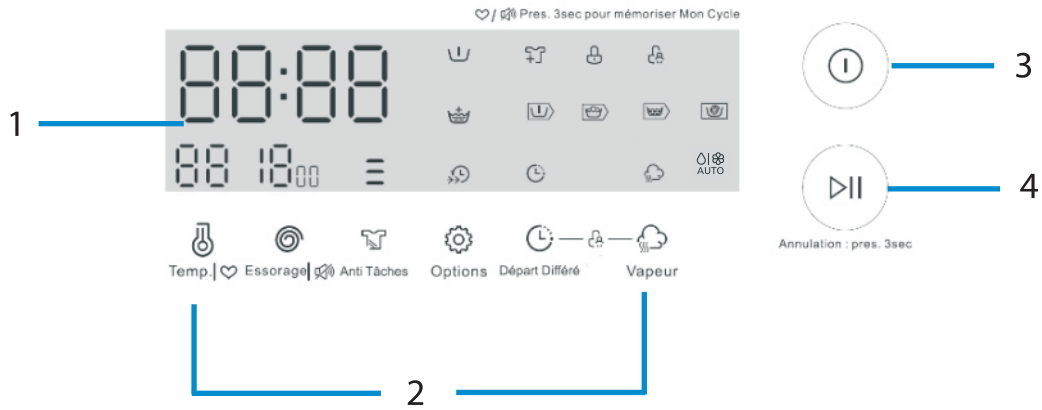 Pres. 3sec pour mémoriser Mon Cycle
88:88
3
1
88 1800
AUTO
4
Annulation : pres. 3sec
Temp. Essorage Anti Tâches Options Départ Différé Vapeur
2